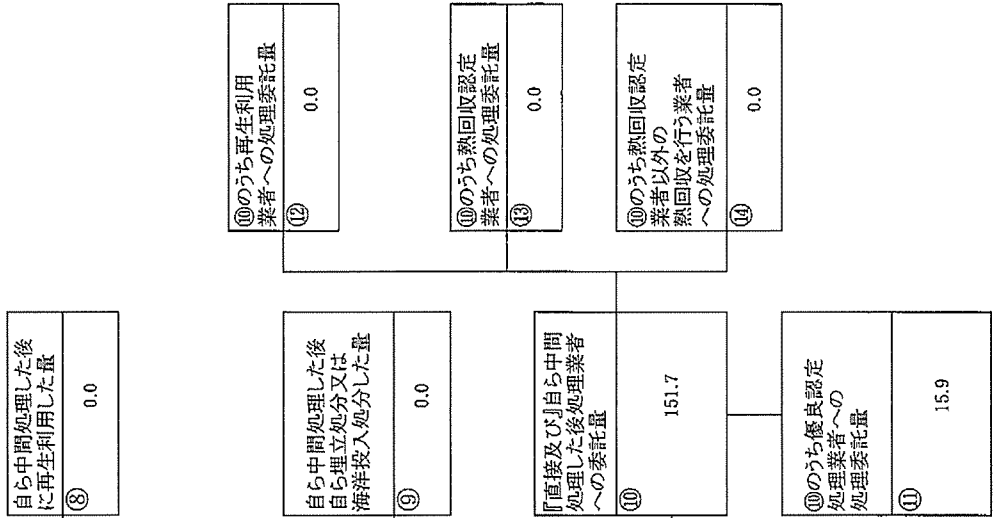 自ら中間処理した後
に再生利用した量
⑧
0.0
自ら中間処理した後
自ら埋立処分又は
海洋投入処分した量
⑨
0.0
『直接及び』自ら中間
処理した後処理業者
への委託量
⑩
151.7
⑩のうち優良認定
処理業者への
処理委託量
⑪
15.9
⑩のうち再生利用
業者への処理委託量
⑫
0.0
⑩のうち熱回収認定
業者への処理委託量
⑬
0.0
⑩のうち熱回収認定
業者以外の
熱回収を行う業者
への処理委託量
⑭
0.0